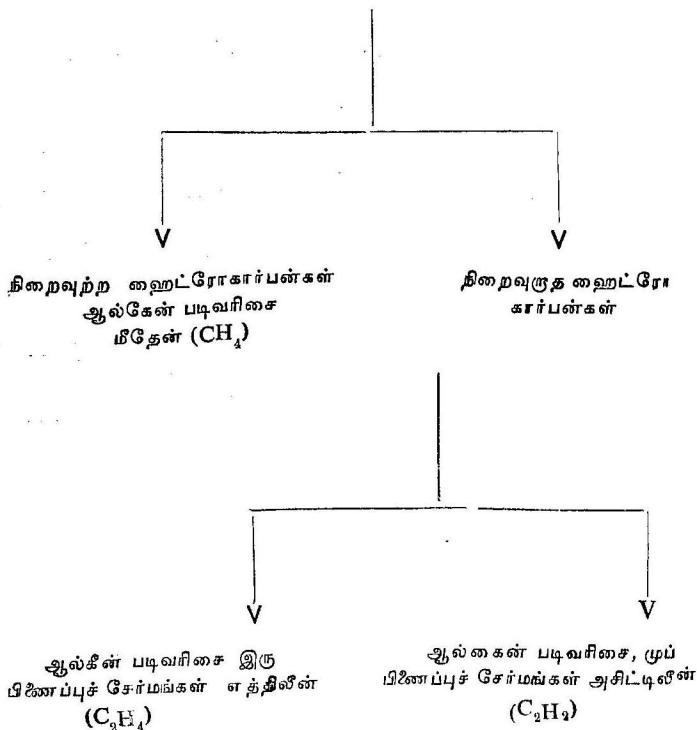 நிறைவுற்ற ஹைட்ரோகார்பன்கள்
ஆல்கேன் படிவரிசை
மீதேன் (CH₄)
நிறைவுறாத ஹைட்ரோ
கார்பன்கள்
ஆல்கீன் படிவரிசை இரு
பிணைப்புச் சேர்மங்கள் எத்திலீன்
(C₂H₄)
ஆல்கைன் படிவரிசை, முப்
பிணைப்புச் சேர்மங்கள் அசிட்டிலீன்
(C₂H₂)